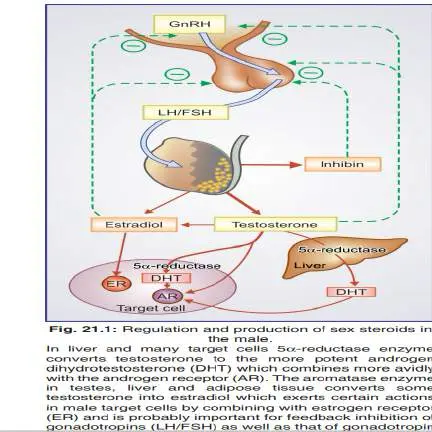 GnRH
LH/FSH
Inhibin
Estradiol
Testosterone
5α-reductase
5α-reductase
Liver
DHT
ER
AR
DHT
Target cell
Fig. 21.1: Regulation and production of sex steroids in
the male.
In liver and many target cells 5α-reductase enzyme
converts testosterone to the more potent androgen
dihydrotestosterone (DHT) which combines more avidly
with the androgen receptor (AR). The aromatase enzyme
in testes, liver and adipose tissue converts some
testosterone into estradiol which exerts certain actions
in male target cells by combining with estrogen receptor
(ER) and is probably important for feedback inhibition of
gonadotropins (LH/FSH) as well as that of gonadotropin